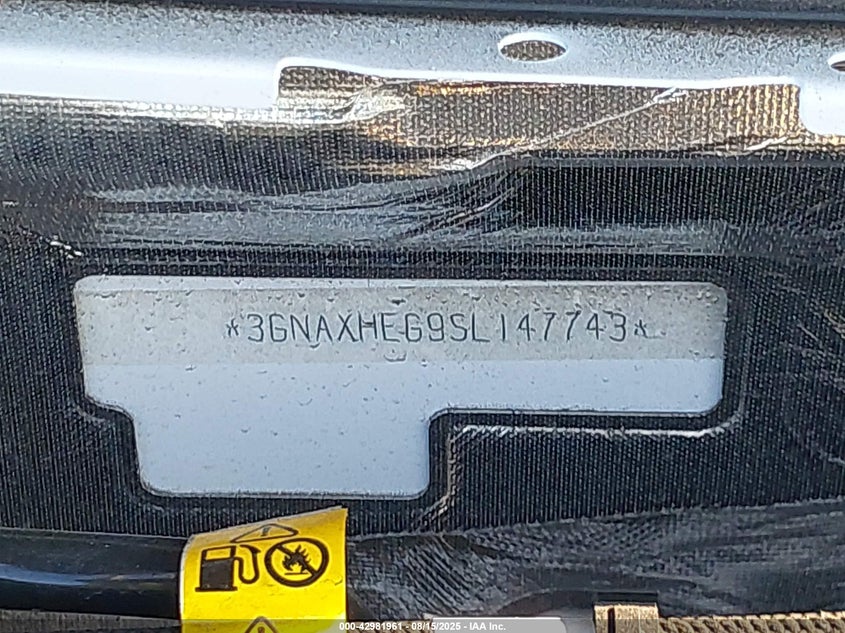 *3GNAXHEG9SL147743*
000-42981961 - 08/15/2025 - IAA Inc.